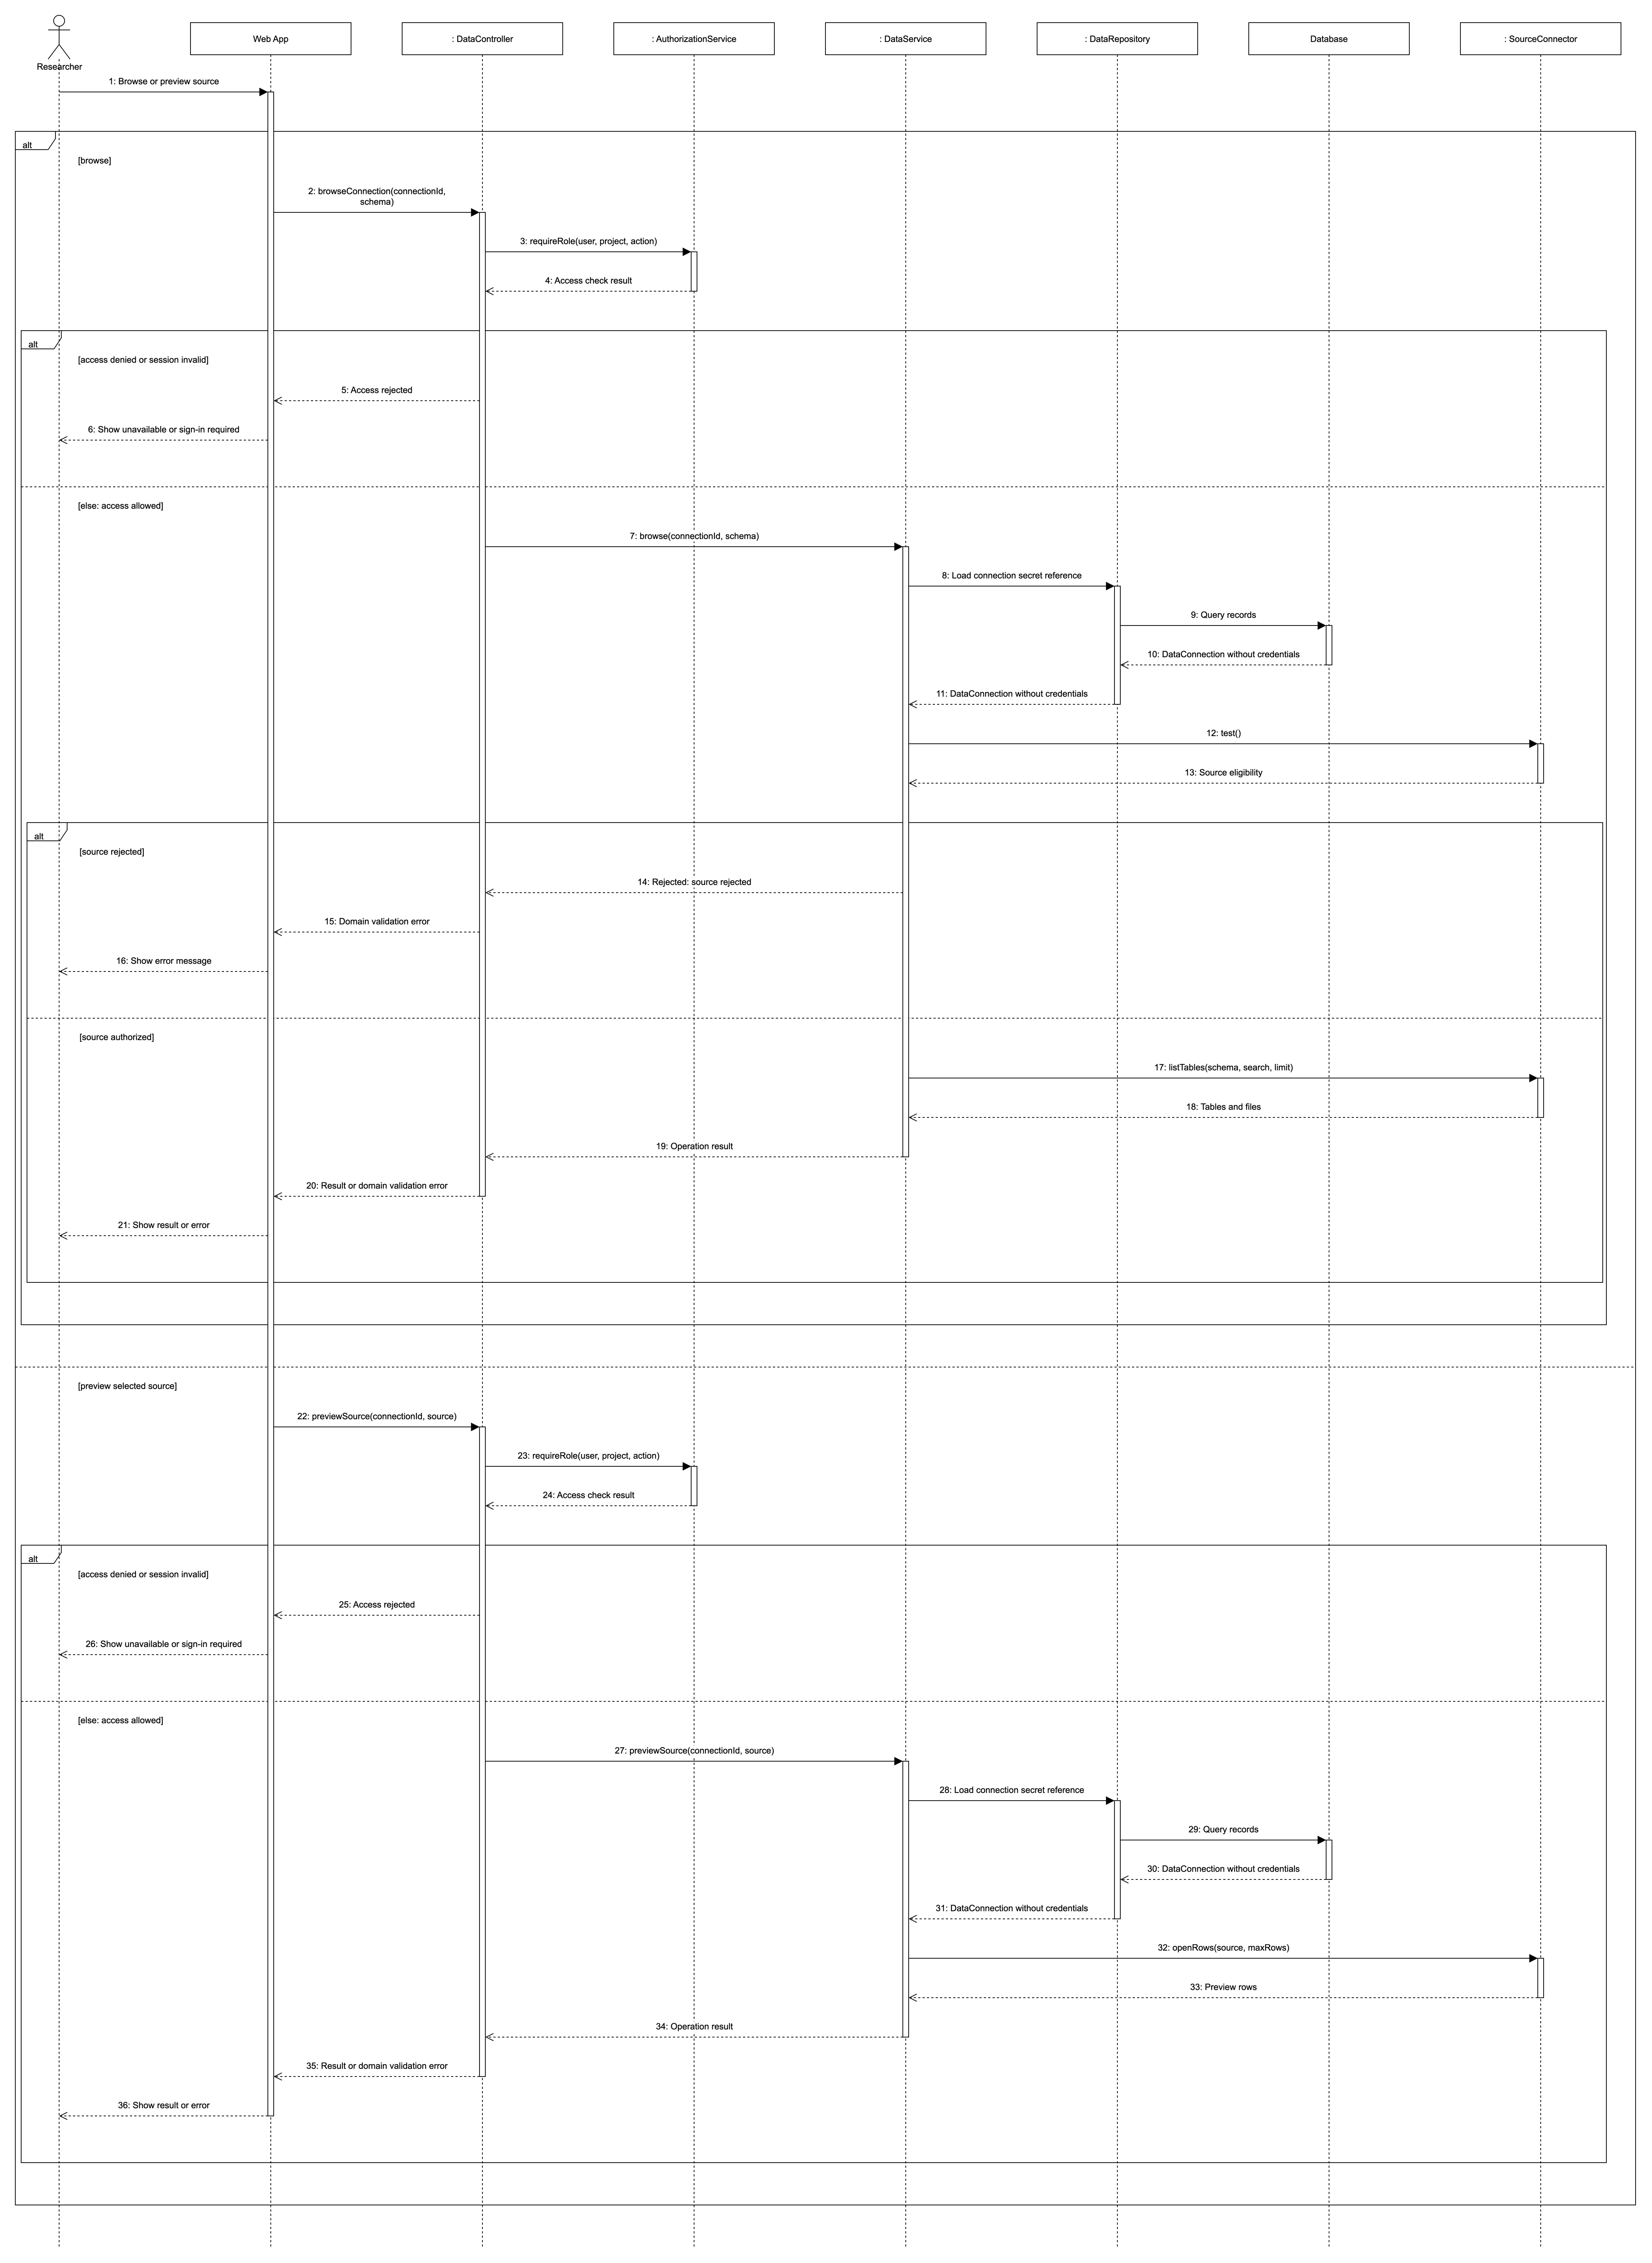 Researcher
Web App
: DataController
: AuthorizationService
: DataService
: DataRepository
Database
: SourceConnector
1: Browse or preview source
alt
[browse]
2: browseConnection(connectionId,
schema)
3: requireRole(user, project, action)
4: Access check result
alt
[access denied or session invalid]
5: Access rejected
6: Show unavailable or sign-in required
[else: access allowed]
7: browse(connectionId, schema)
8: Load connection secret reference
9: Query records
10: DataConnection without credentials
11: DataConnection without credentials
12: test()
13: Source eligibility
alt
[source rejected]
14: Rejected: source rejected
15: Domain validation error
16: Show error message
[source authorized]
17: listTables(schema, search, limit)
18: Tables and files
19: Operation result
20: Result or domain validation error
21: Show result or error
[preview selected source]
22: previewSource(connectionId, source)
23: requireRole(user, project, action)
24: Access check result
alt
[access denied or session invalid]
25: Access rejected
26: Show unavailable or sign-in required
[else: access allowed]
27: previewSource(connectionId, source)
28: Load connection secret reference
29: Query records
30: DataConnection without credentials
31: DataConnection without credentials
32: openRows(source, maxRows)
33: Preview rows
34: Operation result
35: Result or domain validation error
36: Show result or error